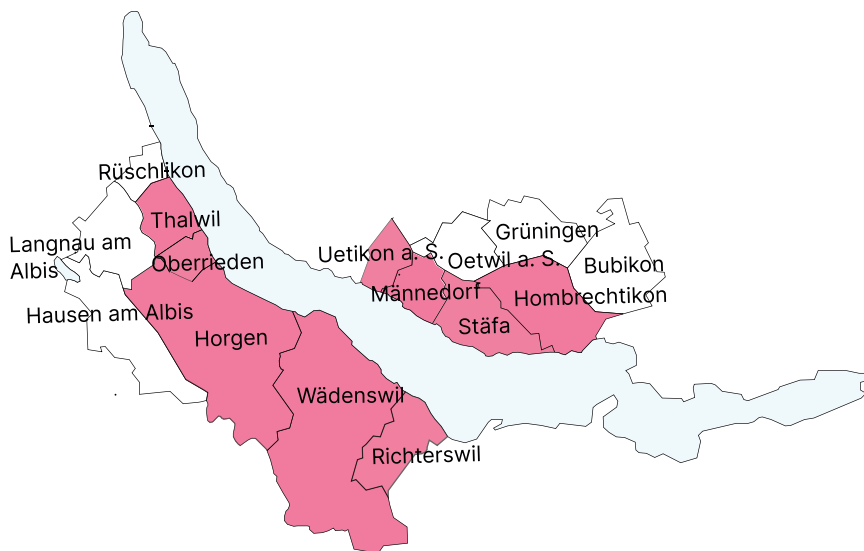 Rüschlikon
Thalwil
Langnau am
Albis
Oberrieden
Hausen am Albis
Horgen
Wädenswil
Richterswil
Uetikon a. S.
Männedorf
Oetwil a. S.
Grüningen
Bubikon
Hombrechtikon
Stäfa